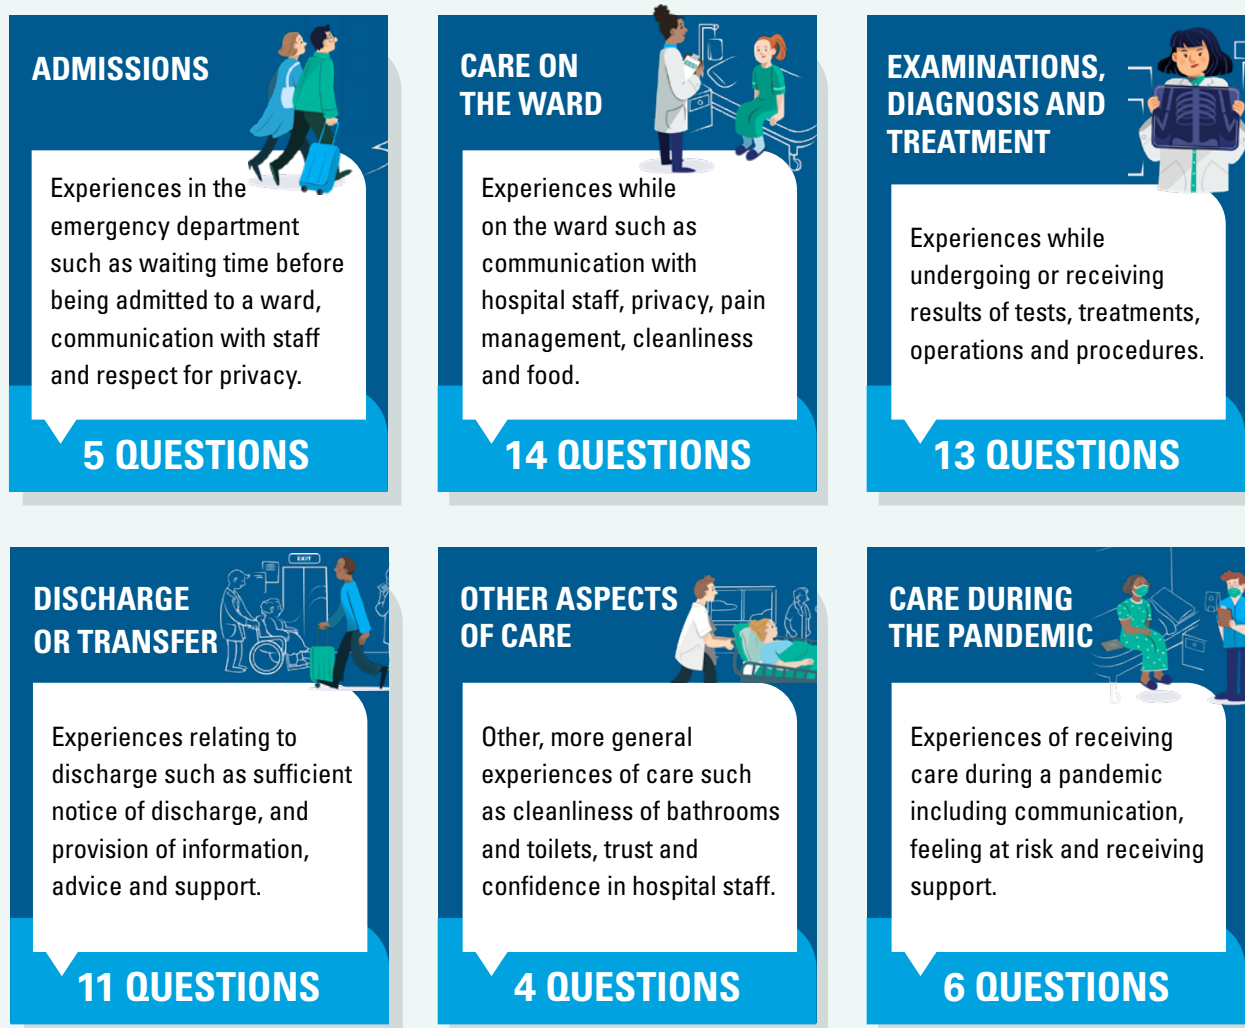 ADMISSIONS
Experiences in the
emergency department
such as waiting time before
being admitted to a ward,
communication with staff
and respect for privacy.
5 QUESTIONS
CARE ON
THE WARD
Experiences while
on the ward such as
communication with
hospital staff, privacy, pain
management, cleanliness
and food.
14 QUESTIONS
EXAMINATIONS,
DIAGNOSIS AND
TREATMENT
Experiences while
undergoing or receiving
results of tests, treatments,
operations and procedures.
13 QUESTIONS
DISCHARGE
OR TRANSFER
EXIT
Experiences relating to
discharge such as sufficient
notice of discharge, and
provision of information,
advice and support.
11 QUESTIONS
OTHER ASPECTS
OF CARE
Other, more general
experiences of care such
as cleanliness of bathrooms
and toilets, trust and
confidence in hospital staff.
4 QUESTIONS
CARE DURING
THE PANDEMIC
Experiences of receiving
care during a pandemic
including communication,
feeling at risk and receiving
support.
6 QUESTIONS